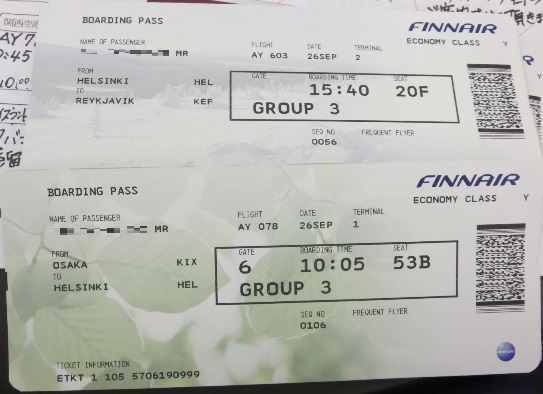 BOARDING PASS
FINNAIR
ECONOMY CLASS Y
NAME OF PASSENGER
MR
FLIGHT DATE TERMINAL
AY 603 26SEP 2
FROM
HELSINKI HEL
TO
REYKJAVIK KEF
GATE BOARDING TIME SEAT
15:40 20F
GROUP 3
SEQ NO FREQUENT FLYER
0056
BOARDING PASS
FINNAIR
ECONOMY CLASS Y
NAME OF PASSENGER
MR
FLIGHT DATE TERMINAL
AY 078 26SEP 1
FROM
OSAKA KIX
TO
HELSINKI HEL
GATE BOARDING TIME SEAT
6 10:05 53B
GROUP 3
SEQ NO FREQUENT FLYER
0106
TICKET INFORMATION
ETKT 1 105 5706190999